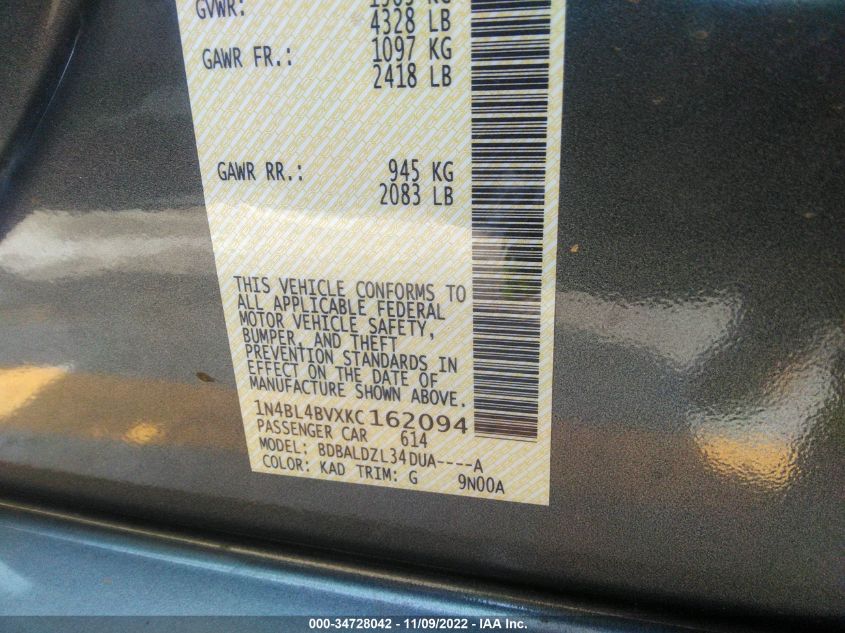 GVWR:
4328 LB
GAWR FR.: 1097 KG
2418 LB
GAWR RR.: 945 KG
2083 LB
THIS VEHICLE CONFORMS TO
ALL APPLICABLE FEDERAL
MOTOR VEHICLE SAFETY,
BUMPER, AND THEFT
PREVENTION STANDARDS IN
EFFECT ON THE DATE OF
MANUFACTURE SHOWN ABOVE.
1N4BL4BVXKC162094
PASSENGER CAR 614
MODEL: BDBALDZL34DUA----A
COLOR: KAD TRIM: G 9N00A
000-34728042 - 11/09/2022 - IAA Inc.